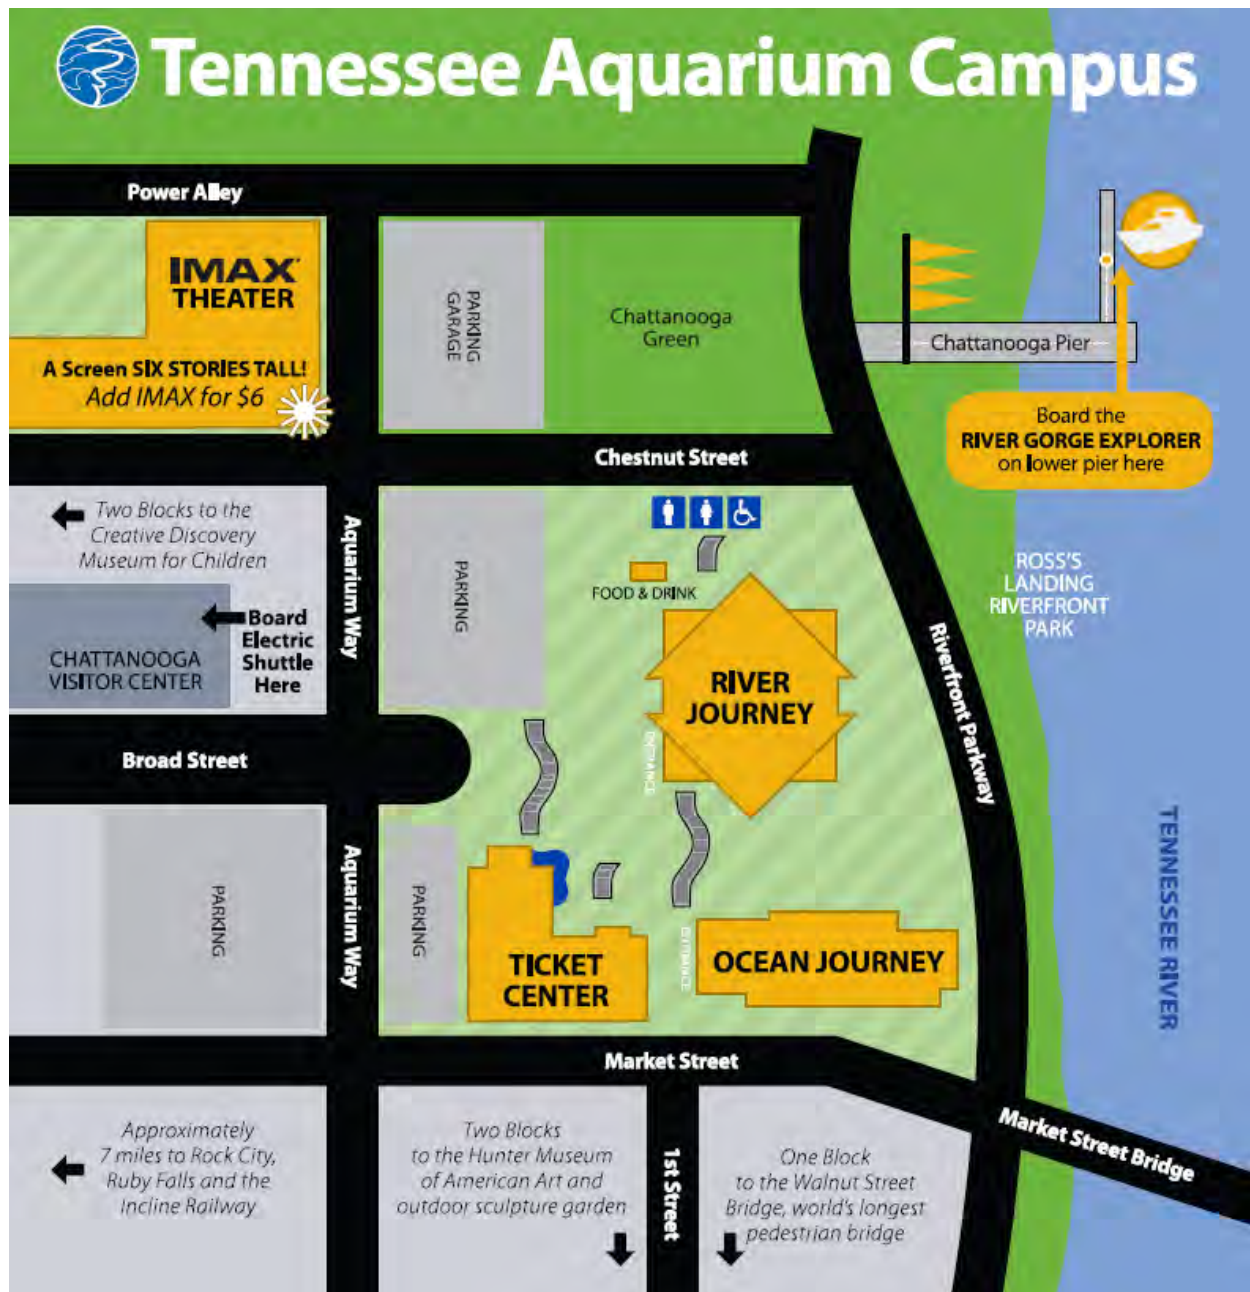 Tennessee Aquarium Campus
Power Alley
IMAX
THEATER
A Screen SIX STORIES TALL!
Add IMAX for $6
PARKING
GARAGE
Chattanooga
Green
Chattanooga Pier
Board the
RIVER GORGE EXPLORER
on lower pier here
Chestnut Street
Two Blocks to the
Creative Discovery
Museum for Children
Board
Electric
Shuttle
Here
CHATTANOOGA
VISITOR CENTER
Aquarium Way
PARKING
FOOD & DRINK
RIVER
JOURNEY
ENTRANCE
Riverfront Parkway
ROSS'S
LANDING
RIVERFRONT
PARK
TENNESSEE RIVER
Broad Street
PARKING
Aquarium Way
PARKING
TICKET
CENTER
ENTRANCE
OCEAN JOURNEY
Market Street
Market Street Bridge
Approximately
7 miles to Rock City,
Ruby Falls and the
Incline Railway
Two Blocks
to the Hunter Museum
of American Art and
outdoor sculpture garden
1st Street
One Block
to the Walnut Street
Bridge, world's longest
pedestrian bridge